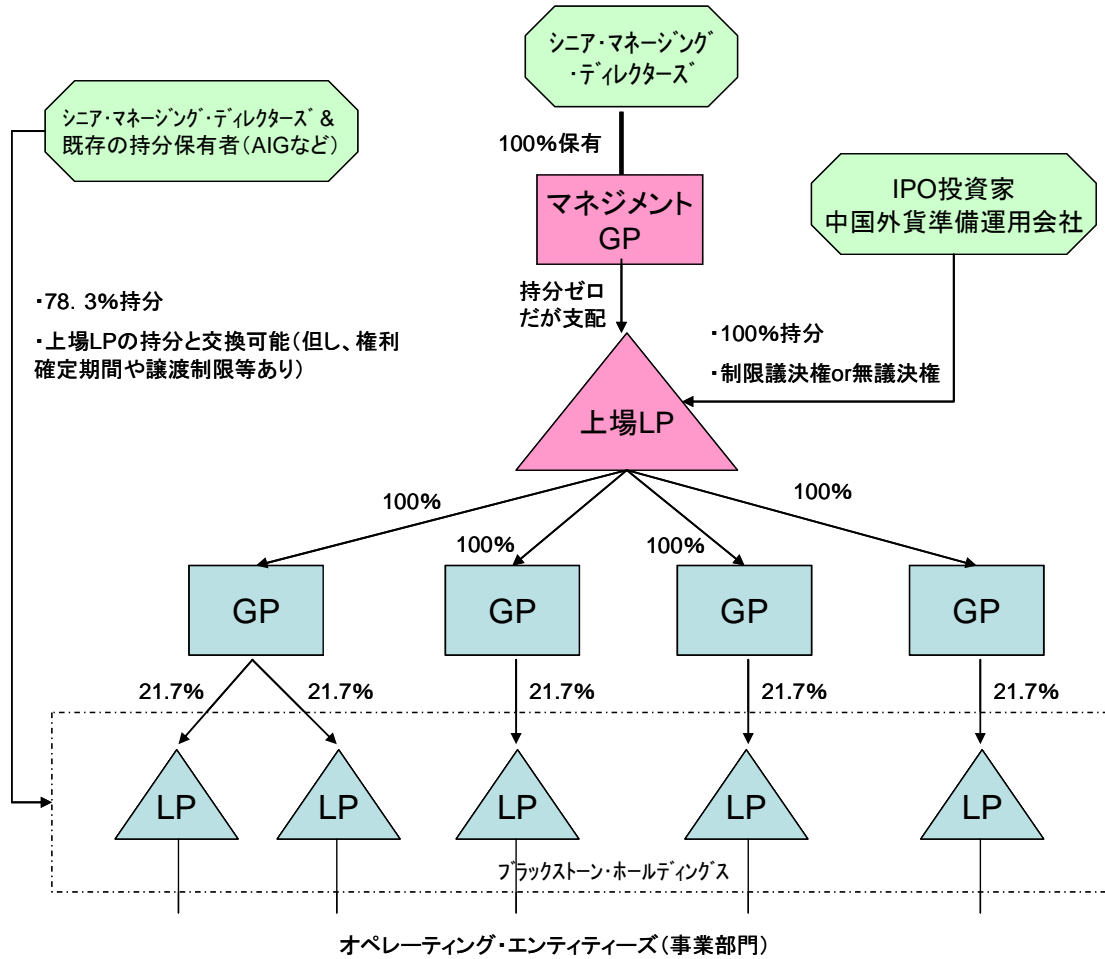 シニア・マネージング
・ディレクターズ
シニア・マネージング・ディレクターズ &
既存の持分保有者（AIGなど）
100%保有
マネジメント
GP
IPO投資家
中国外貨準備運用会社
持分ゼロ
だが支配
・78．3%持分
・上場LPの持分と交換可能（但し、権利
確定期間や譲渡制限等あり）
・100%持分
・制限議決権or無議決権
上場LP
100%
100%
100%
100%
GP
GP
GP
GP
21.7%
21.7%
21.7%
21.7%
21.7%
LP
LP
LP
LP
LP
ブラックストーン・ホールディングス
オペレーティング・エンティティーズ（事業部門）